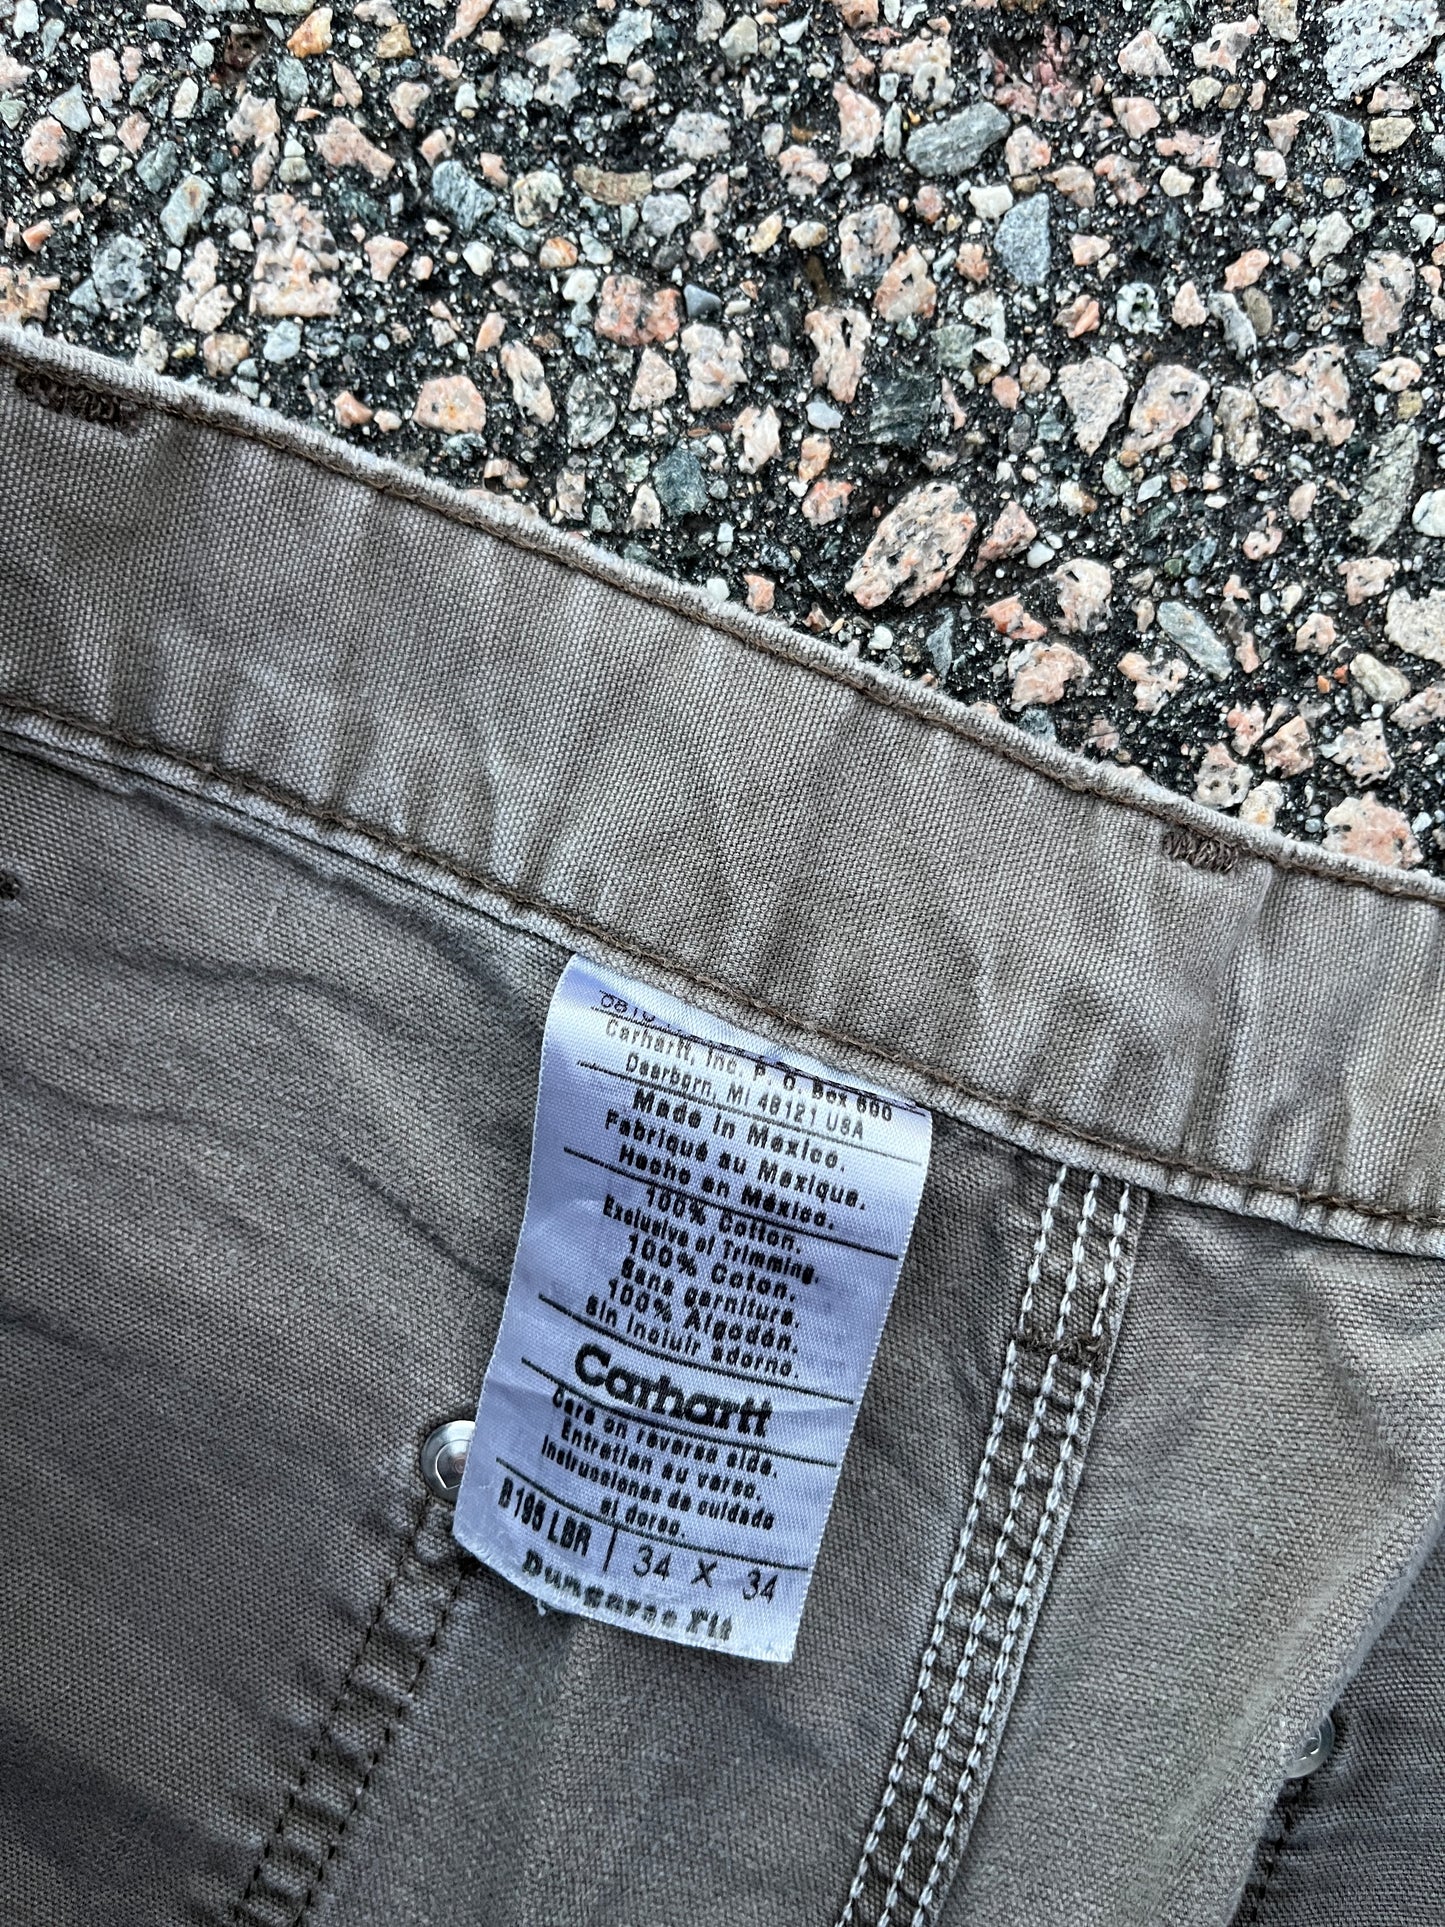 Carhartt, Inc. P. O. Box 600
Dearborn, MI 48121 USA
Made in Mexico.
Fabriqué au Mexique.
Hecho en México.
100% Cotton.
Exclusive of Trimming.
100% Coton.
Sans garniture.
100% Algodón.
sin incluir adorno.
Carhartt
Care on reverse side.
Entretien au verso.
Instrucciones de cuidado
al dorso.
B195 LBR | 34 X 34
Dungaree Fit